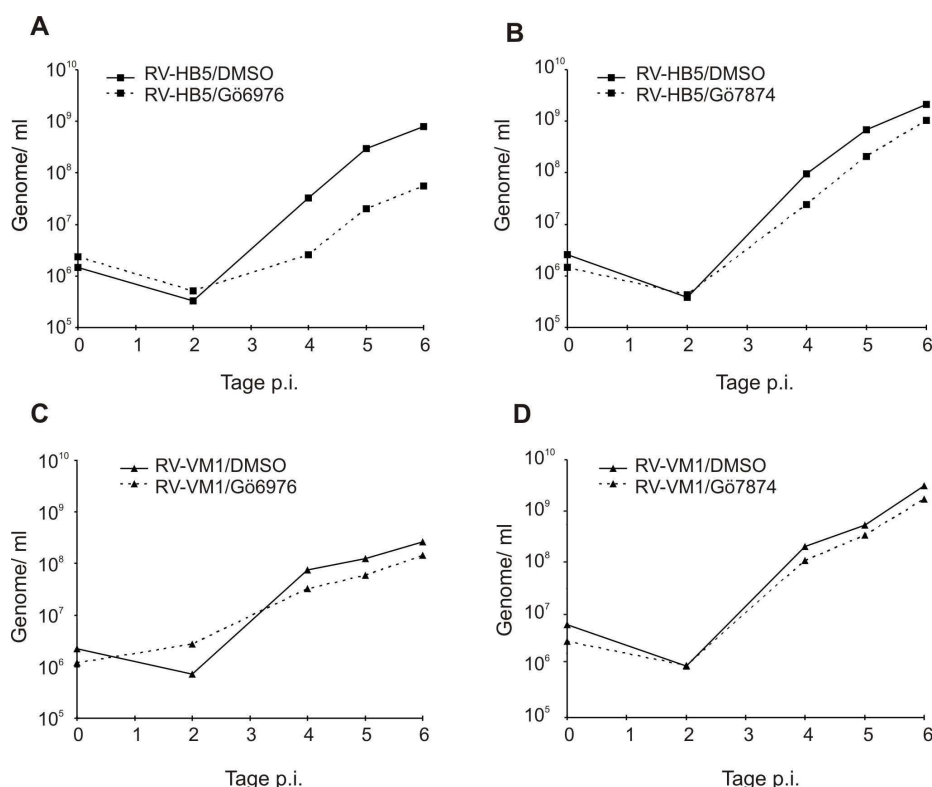 A
RV-HB5/DMSO
RV-HB5/Gö6976
Genome/ ml
10^10
10^9
10^8
10^7
10^6
10^5
0 1 2 3 4 5 6
Tage p.i.
B
RV-HB5/DMSO
RV-HB5/Gö7874
Genome/ ml
10^10
10^9
10^8
10^7
10^6
10^5
0 1 2 3 4 5 6
Tage p.i.
C
RV-VM1/DMSO
RV-VM1/Gö6976
Genome/ ml
10^10
10^9
10^8
10^7
10^6
10^5
0 1 2 3 4 5 6
Tage p.i.
D
RV-VM1/DMSO
RV-VM1/Gö7874
Genome/ ml
10^10
10^9
10^8
10^7
10^6
10^5
0 1 2 3 4 5 6
Tage p.i.